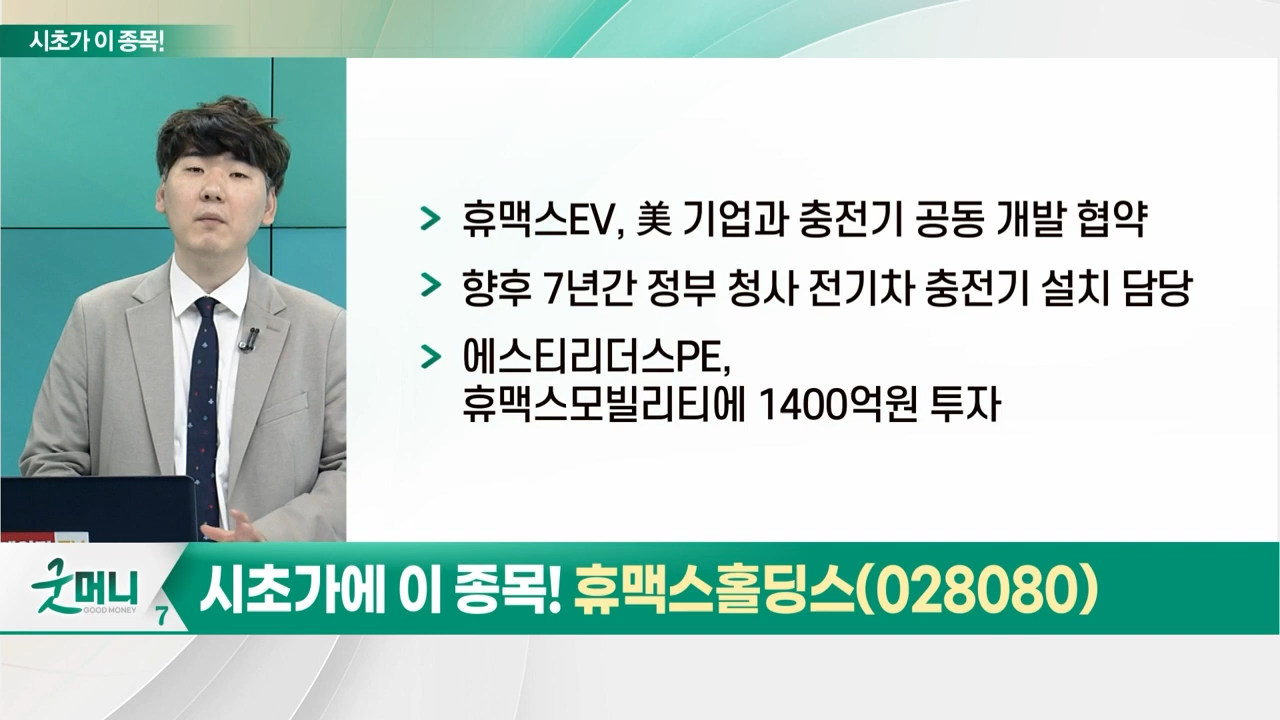 시초가 이 종목!
휴맥스EV, 美 기업과 충전기 공동 개발 협약
향후 7년간 정부 청사 전기차 충전기 설치 담당
에스티리더스PE,
휴맥스모빌리티에 1400억원 투자
굿머니
GOOD MONEY
7
시초가에 이 종목! 휴맥스홀딩스(028080)